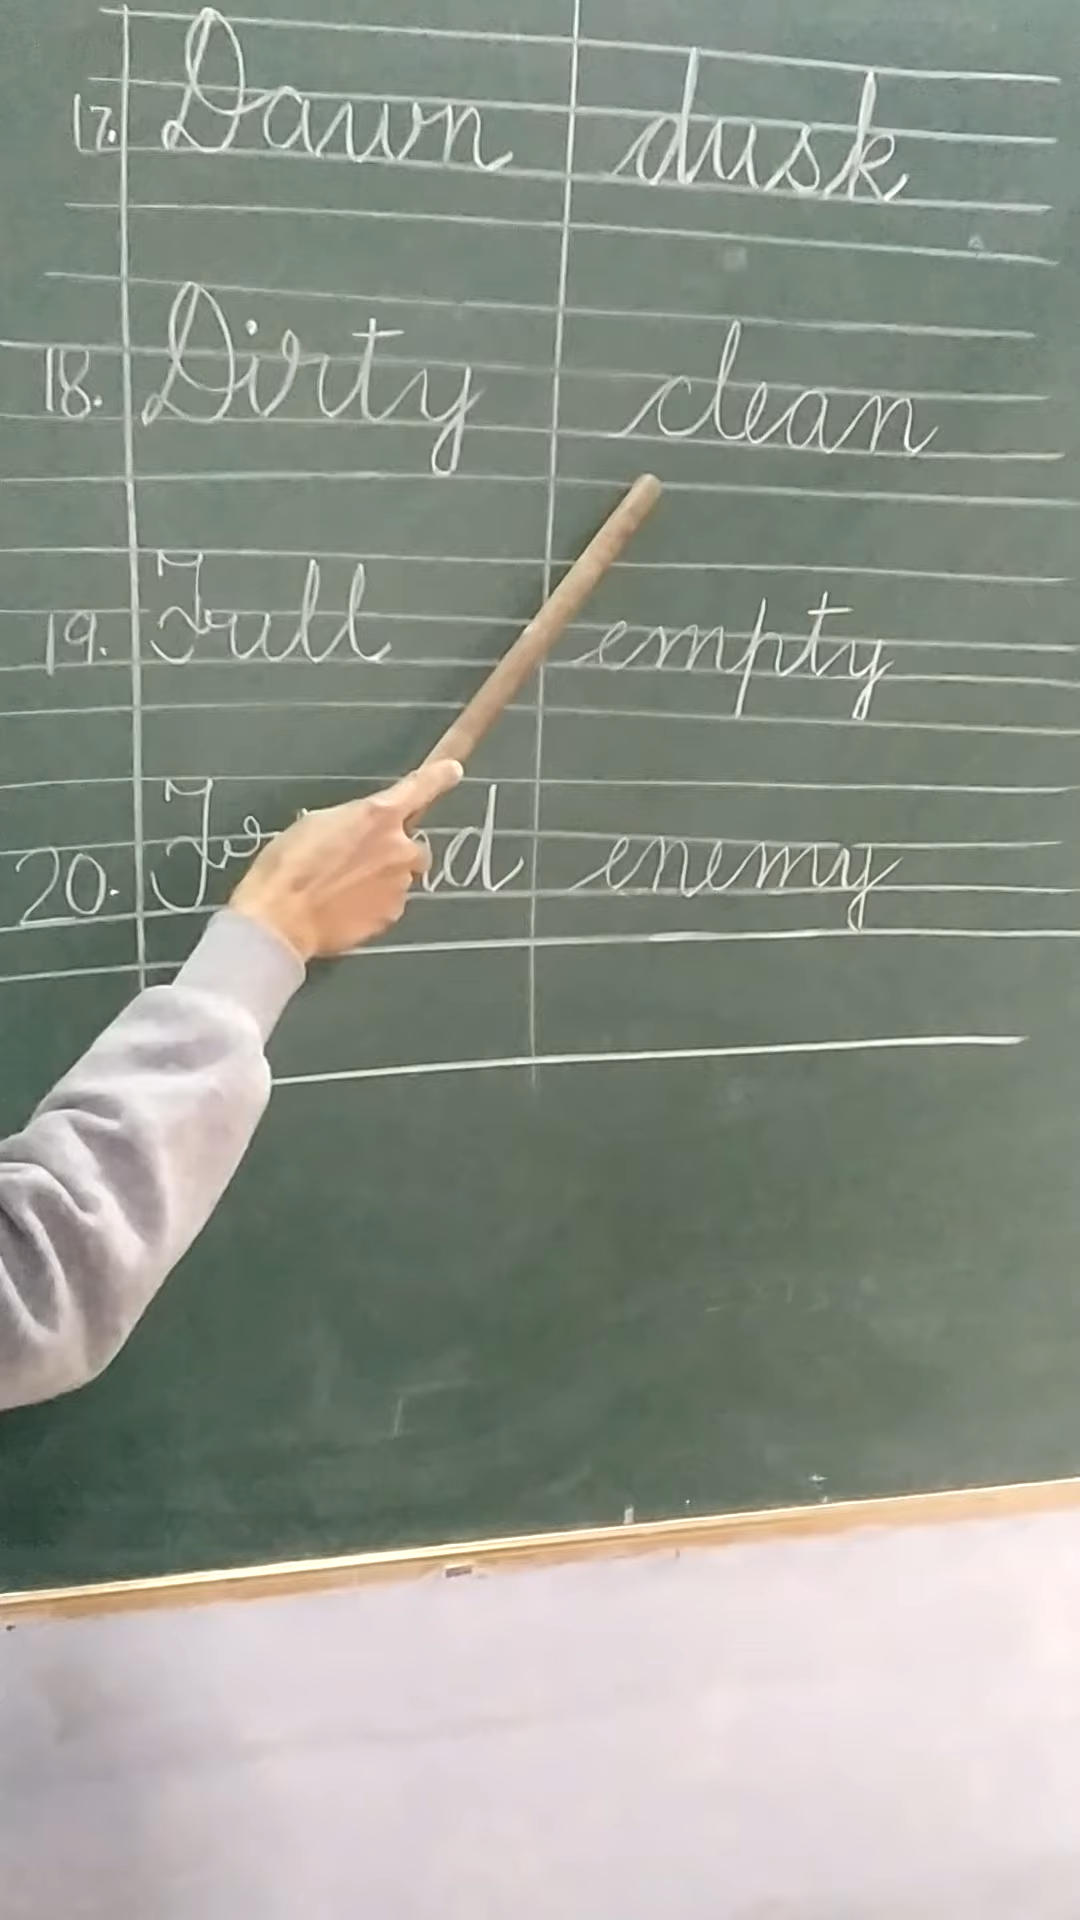 17. Dawn dusk
18. Dirty clean
19. Full empty
20. enemy